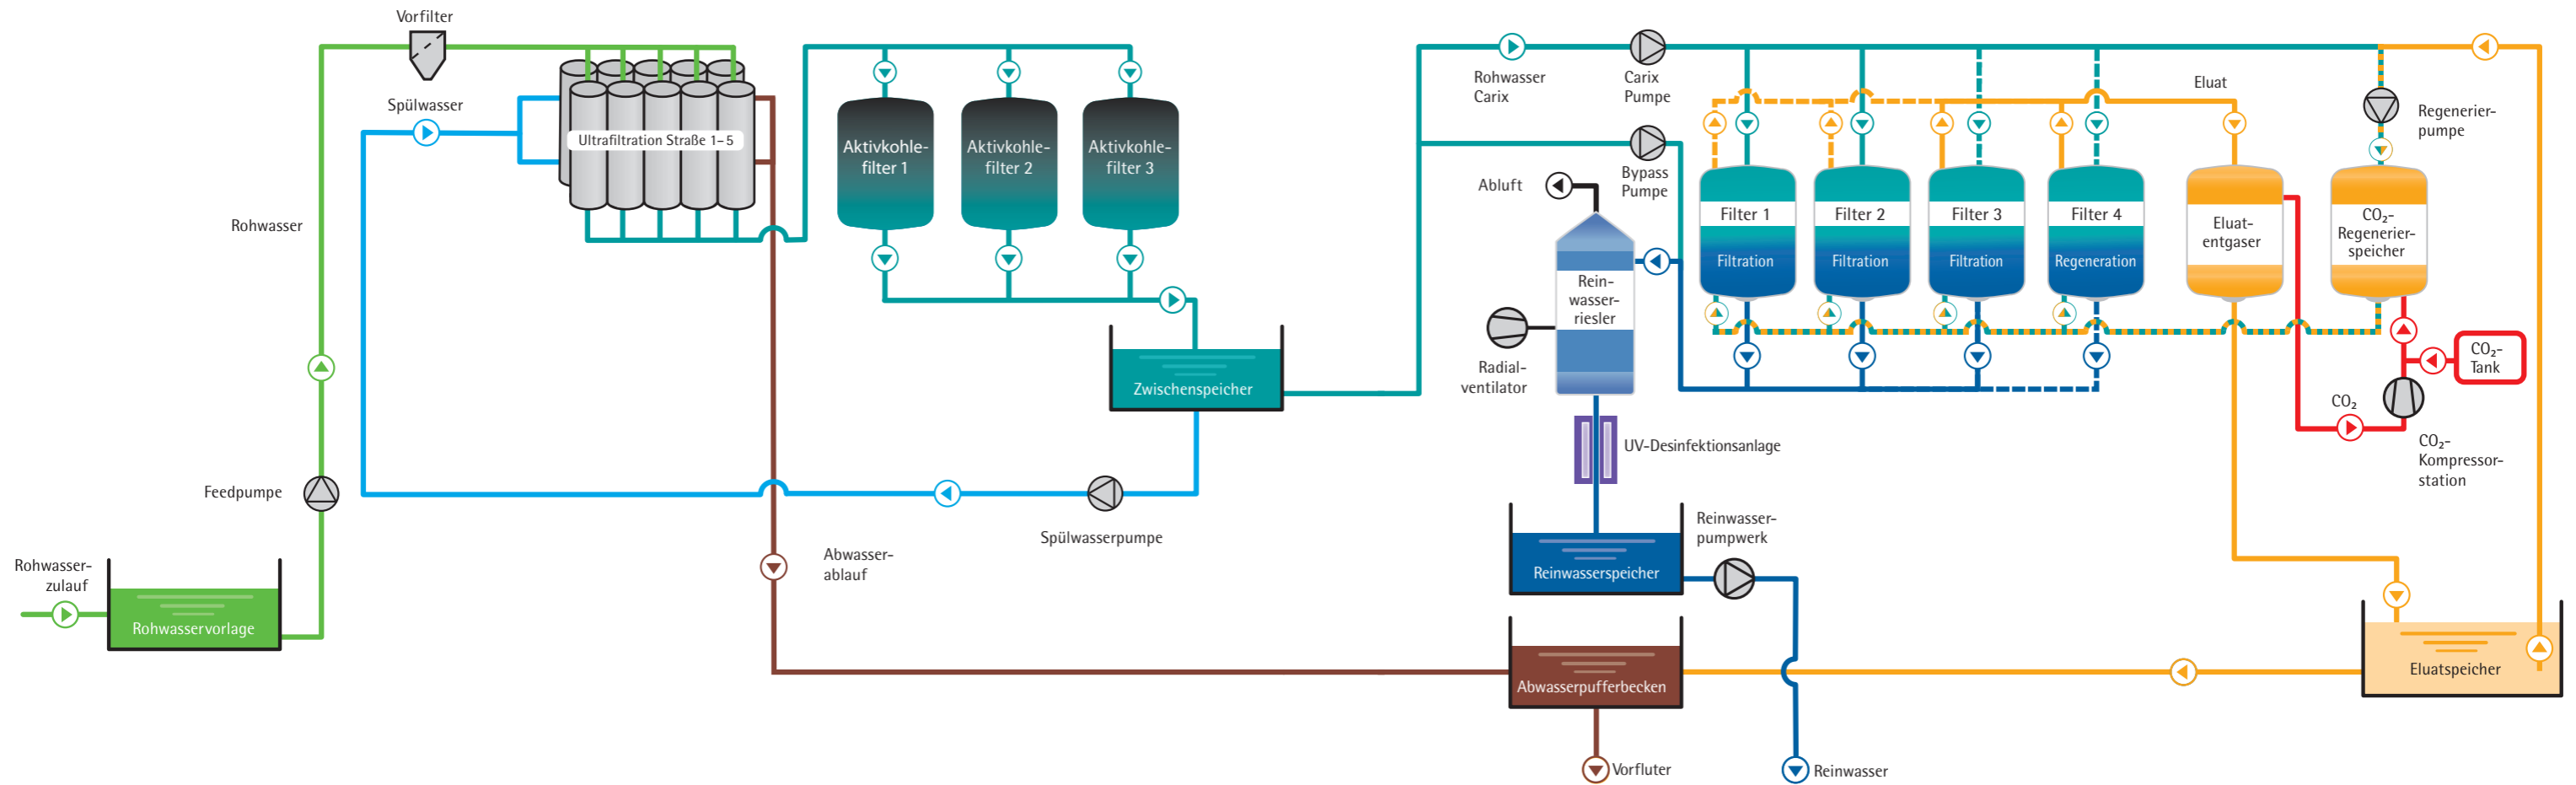 Vorfilter
Spülwasser
Ultrafiltration Straße 1–5
Rohwasser
Feedpumpe
Rohwasser-
zulauf
Rohwasservorlage
Aktivkohle-
filter 1
Aktivkohle-
filter 2
Aktivkohle-
filter 3
Zwischenspeicher
Spülwasserpumpe
Abwasser-
ablauf
Rohwasser
Carix
Carix
Pumpe
Bypass
Pumpe
Abluft
Rein-
wasser-
riesler
Radial-
ventilator
UV-Desinfektionsanlage
Reinwasser-
pumpwerk
Reinwasserspeicher
Abwasserpufferbecken
Vorfluter
Reinwasser
Filter 1
Filtration
Filter 2
Filtration
Filter 3
Filtration
Filter 4
Regeneration
Eluat
Eluat-
entgaser
Regenerier-
pumpe
CO₂-
Regenerier-
speicher
CO₂-
Tank
CO₂
CO₂-
Kompressor-
station
Eluatspeicher